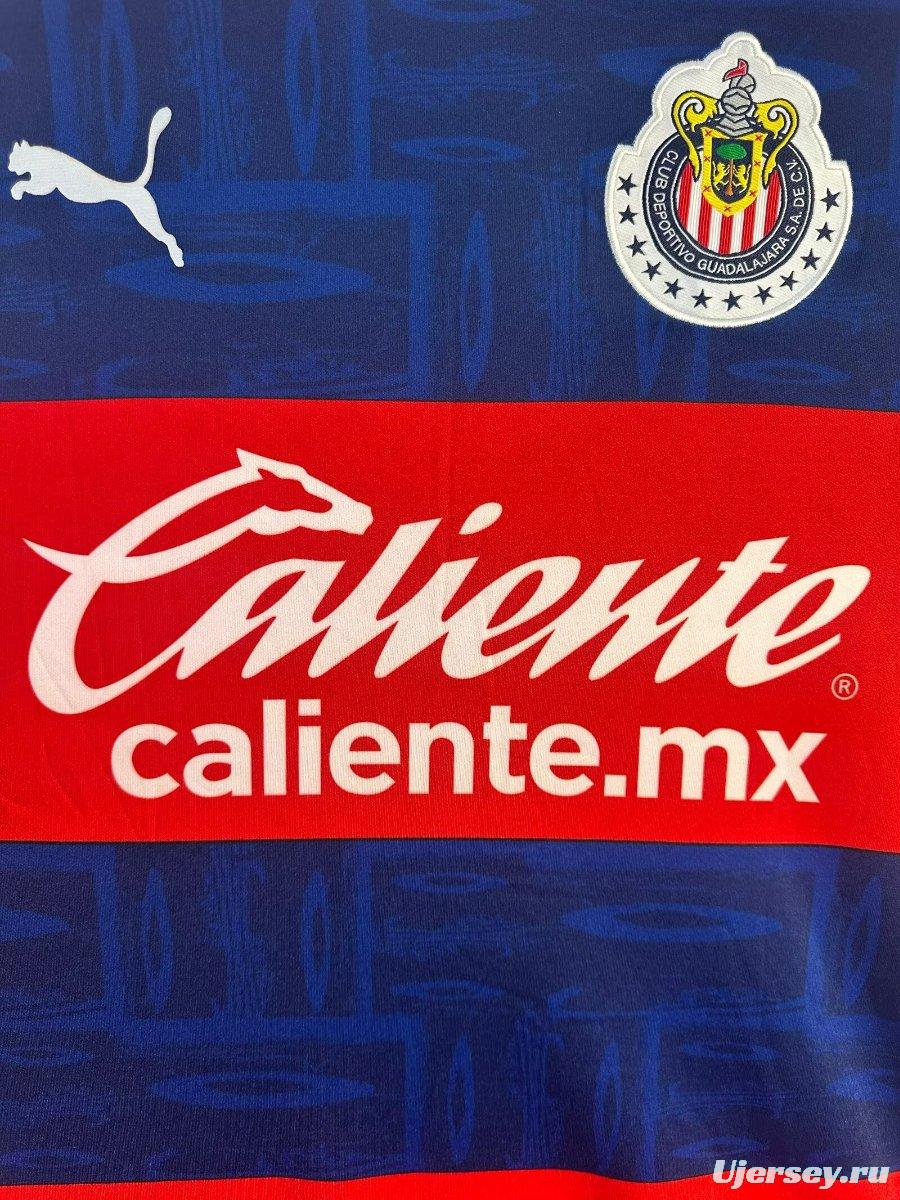 CLUB DEPORTIVO GUADALAJARA S.A. DE C.V.
Caliente
®
caliente.mx
Ujersey.ru